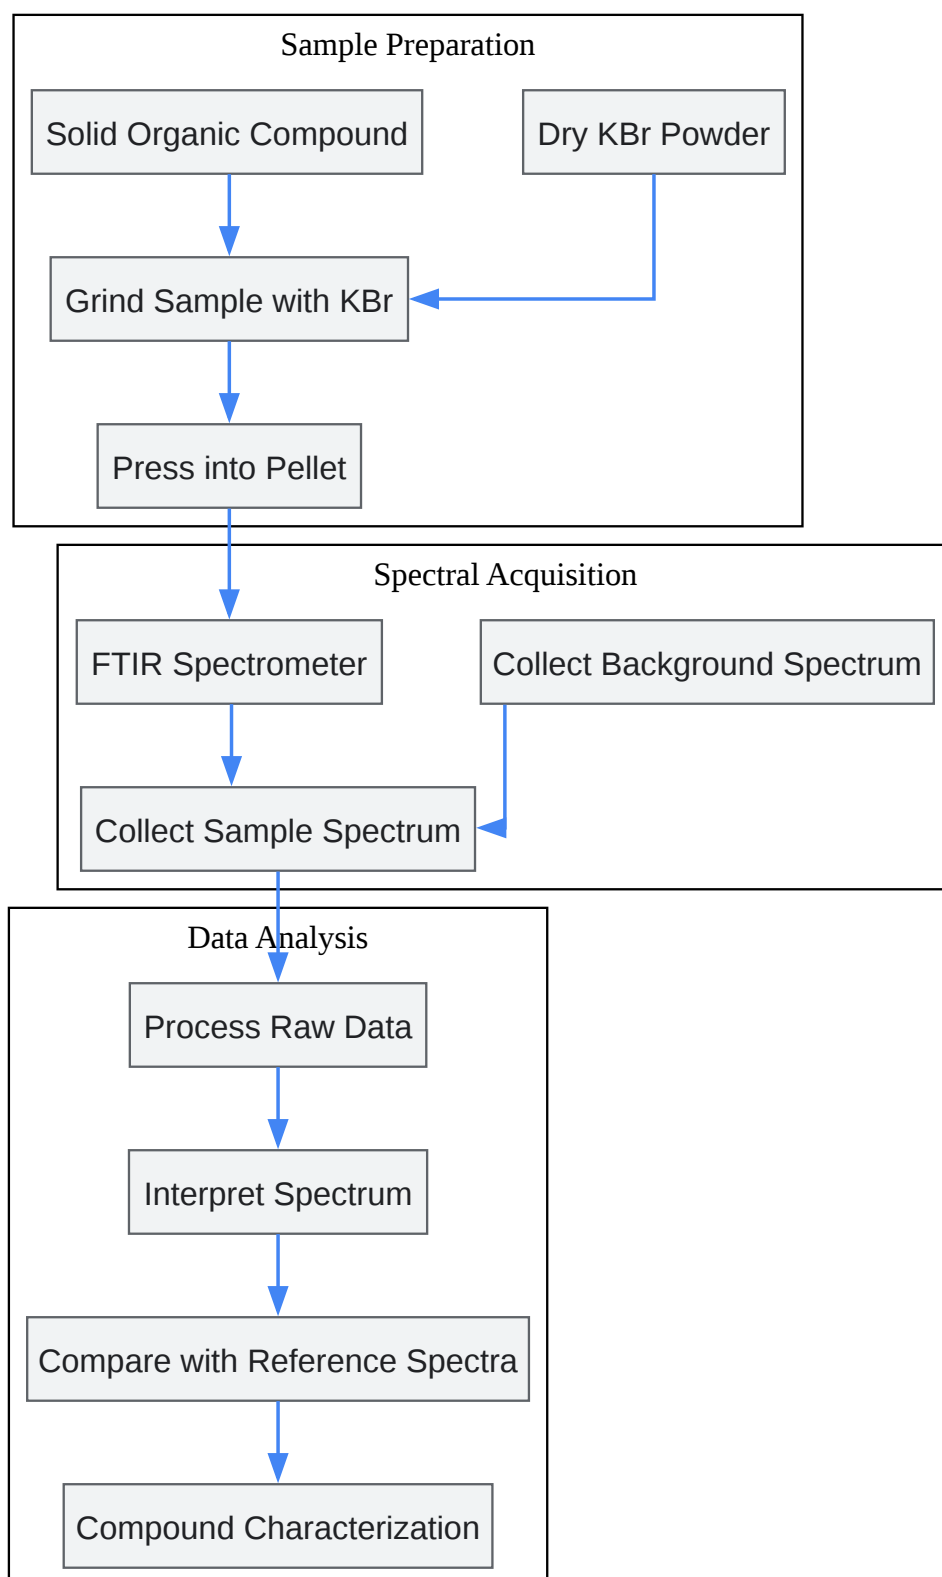 Sample Preparation
Solid Organic Compound
Dry KBr Powder
Grind Sample with KBr
Press into Pellet
Spectral Acquisition
FTIR Spectrometer
Collect Background Spectrum
Collect Sample Spectrum
Data Analysis
Process Raw Data
Interpret Spectrum
Compare with Reference Spectra
Compound Characterization